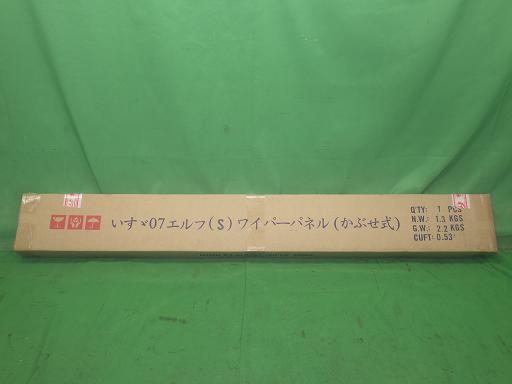 いすゞ07エルフ(S)ワイパーパネル(かぶせ式)
Q'TY: 1 PCS
N.W.: 1.3 KGS
G.W.: 2.2 KGS
CUFT: 0.53'